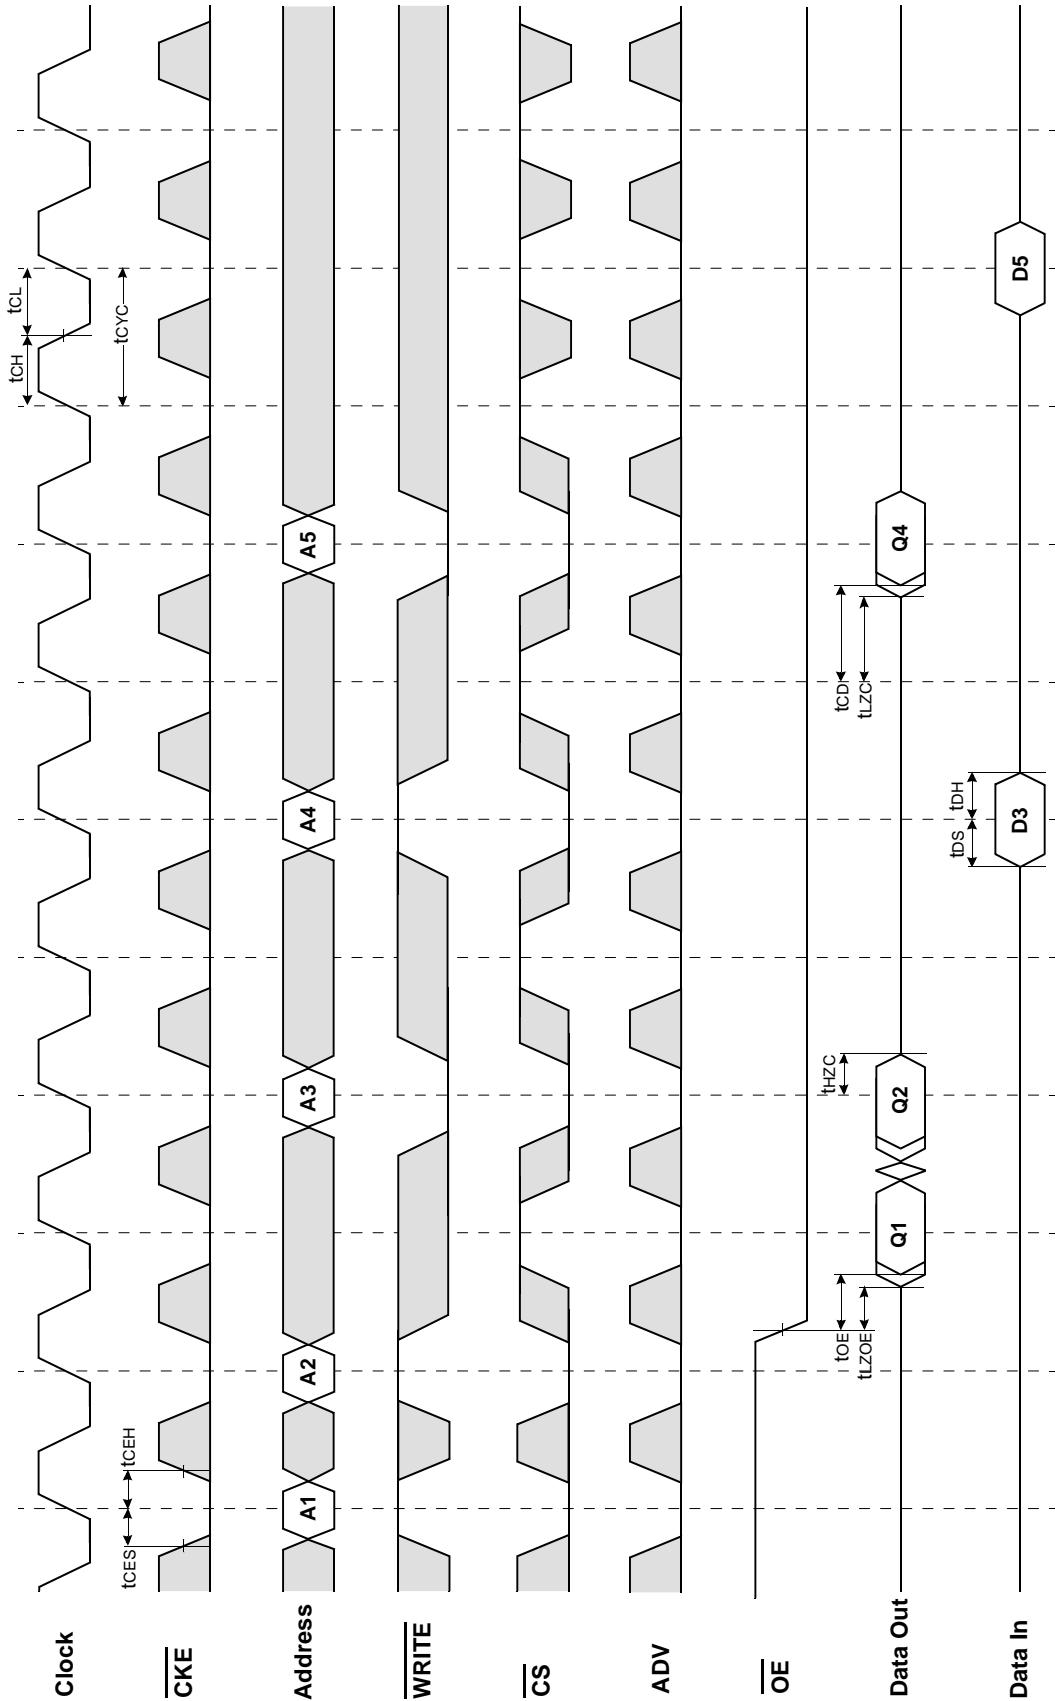 Clock
tCH
tCL
tCES
tCEH
tCYC
CKE
Address
A1
A2
A3
A4
A5
WRITE
CS
ADV
OE
tOE
tLZOE
tHZC
tCD
tLZC
Data Out
Q1
Q2
Q4
tDS
tDH
Data In
D3
D5